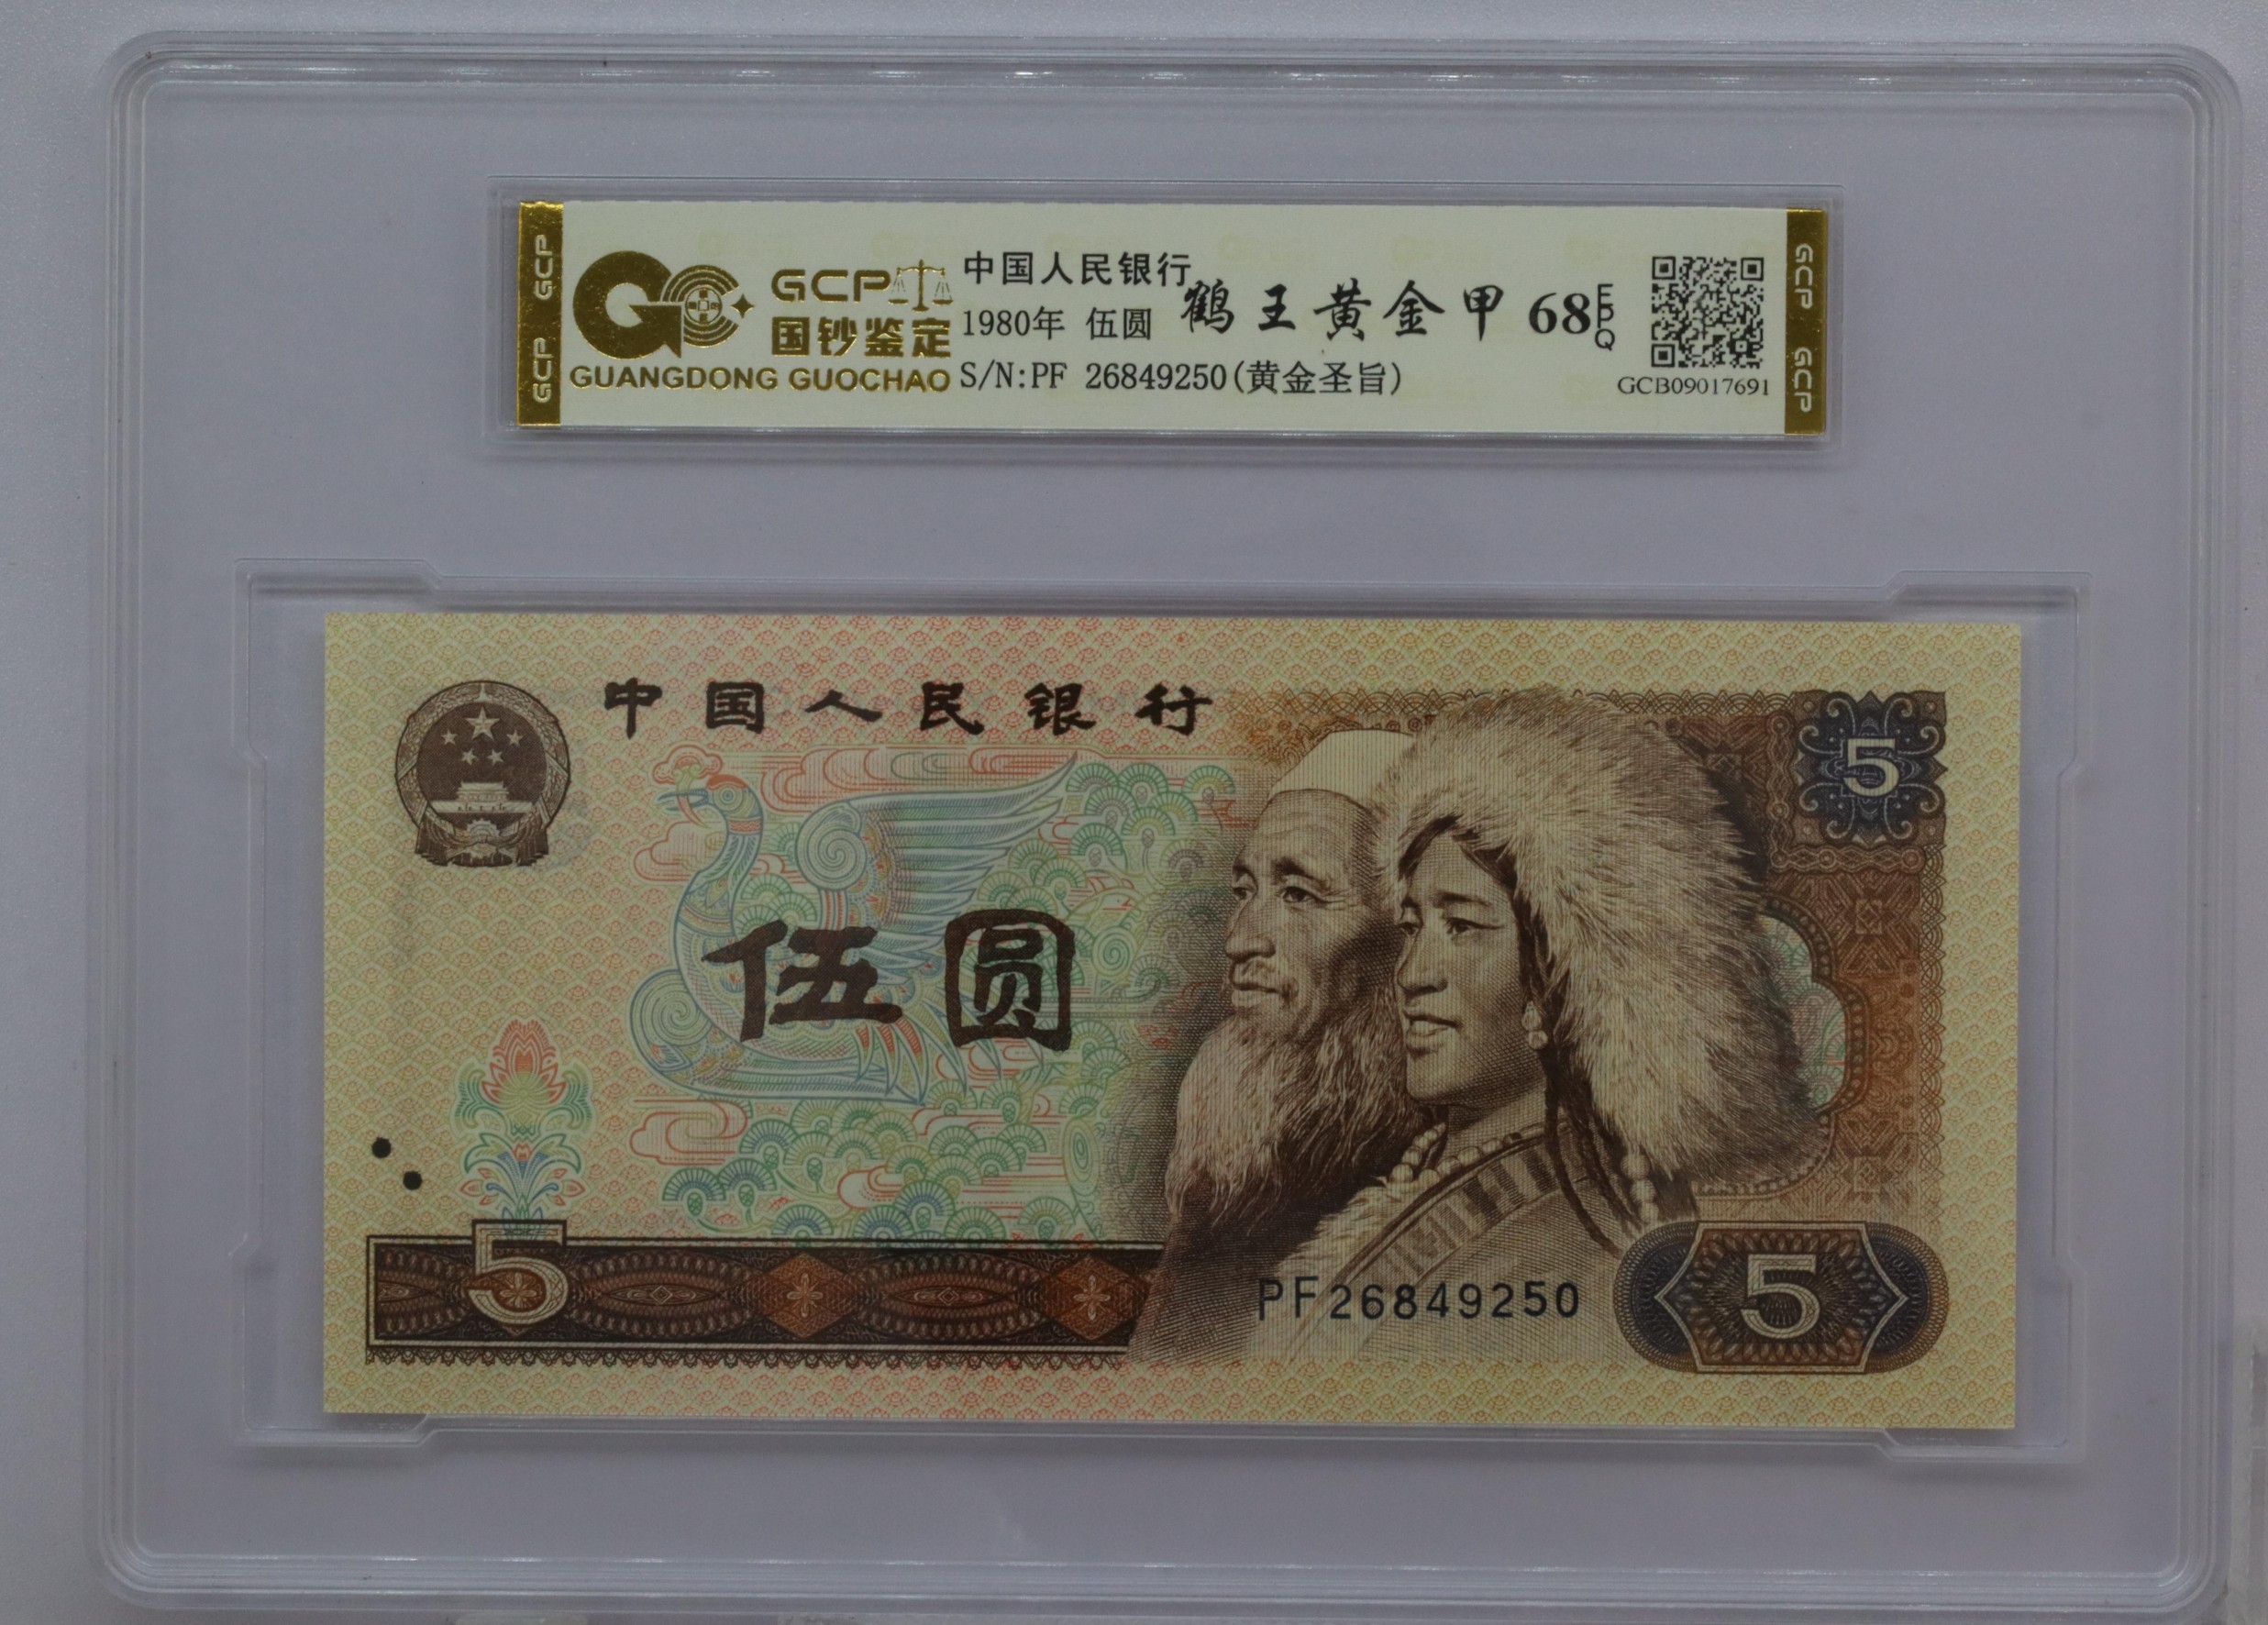 GCP GCP
GCP
国钞鉴定
GUANGDONG GUOCHAO
中国人民银行
1980年 伍圆
S/N:PF 26849250(黄金圣旨)
鹤王黄金甲 68 EPQ
GCB09017691
GCP GCP
中国人民银行
5
伍圆
5
PF26849250
5